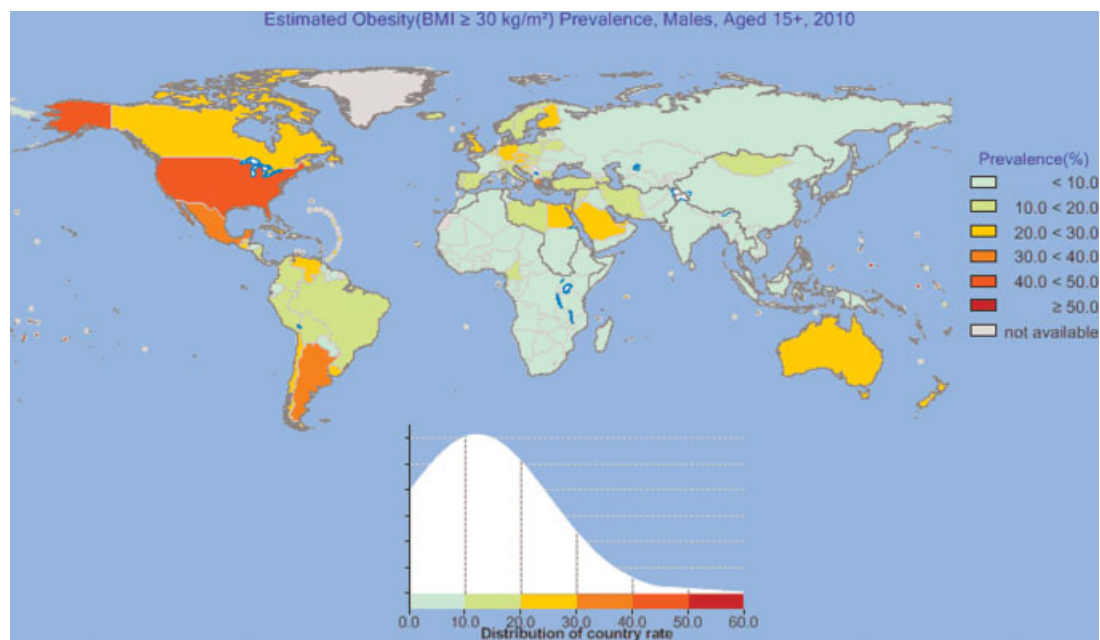 Estimated Obesity(BMI ≥ 30 kg/m²) Prevalence, Males, Aged 15+, 2010
Prevalence(%)
< 10.0
10.0 < 20.0
20.0 < 30.0
30.0 < 40.0
40.0 < 50.0
≥ 50.0
not available
0.0 10.0 20.0 30.0 40.0 50.0 60.0
Distribution of country rate